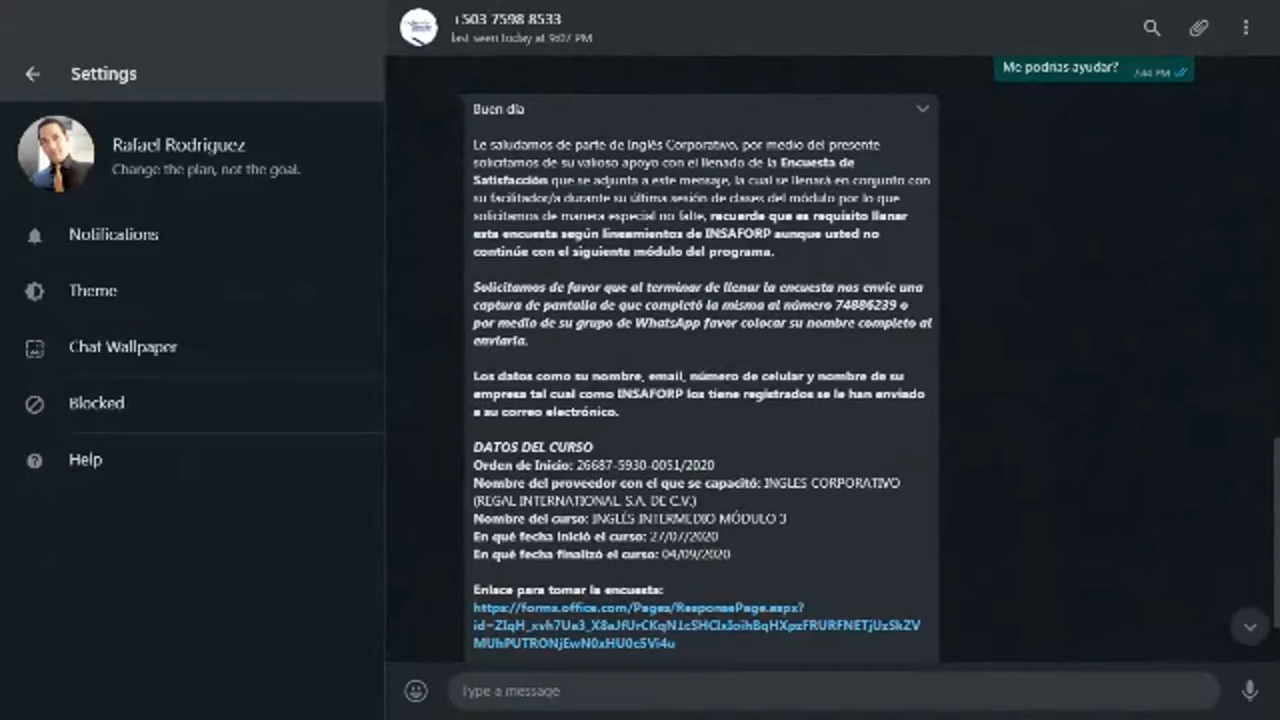 Settings
Rafael Rodriguez
Change the plan, not the goal.
Notifications
Theme
Chat Wallpaper
Blocked
Help
+503 7598 8533
last seen today at 9:07 PM
Me podrías ayudar?
7:44 PM
Buen día
Le saludamos de parte de Inglés Corporativo, por medio del presente
solicitamos de su valioso apoyo con el llenado de la Encuesta de
Satisfacción que se adjunta a este mensaje, la cual se llenará en conjunto con
su facilitador/a durante su última sesión de clases del módulo por lo que
solicitamos de manera especial no falte, recuerde que es requisito llenar
esta encuesta según lineamientos de INSAFORP aunque usted no
continúe con el siguiente módulo del programa.
Solicitamos de favor que al terminar de llenar la encuesta nos envíe una
captura de pantalla de que completó la misma al número 74886239 o
por medio de su grupo de WhatsApp favor colocar su nombre completo al
enviarla.
Los datos como su nombre, email, número de celular y nombre de su
empresa tal cual como INSAFORP los tiene registrados se le han enviado
a su correo electrónico.
DATOS DEL CURSO
Orden de Inicio: 26687-5930-0051/2020
Nombre del proveedor con el que se capacitó: INGLES CORPORATIVO
(REGAL INTERNATIONAL, S.A. DE C.V.)
Nombre del curso: INGLÉS INTERMEDIO MÓDULO 3
En qué fecha inició el curso: 27/07/2020
En qué fecha finalizó el curso: 04/09/2020
Enlace para tomar la encuesta:
https://forms.office.com/Pages/ResponsePage.aspx?
Type a message